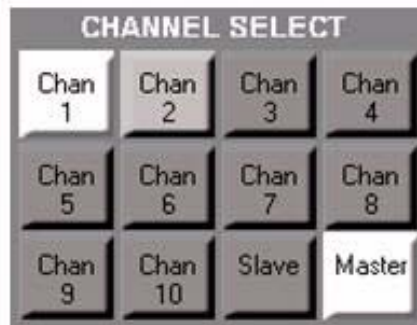 CHANNEL SELECT
Chan
1
Chan
2
Chan
3
Chan
4
Chan
5
Chan
6
Chan
7
Chan
8
Chan
9
Chan
10
Slave
Master